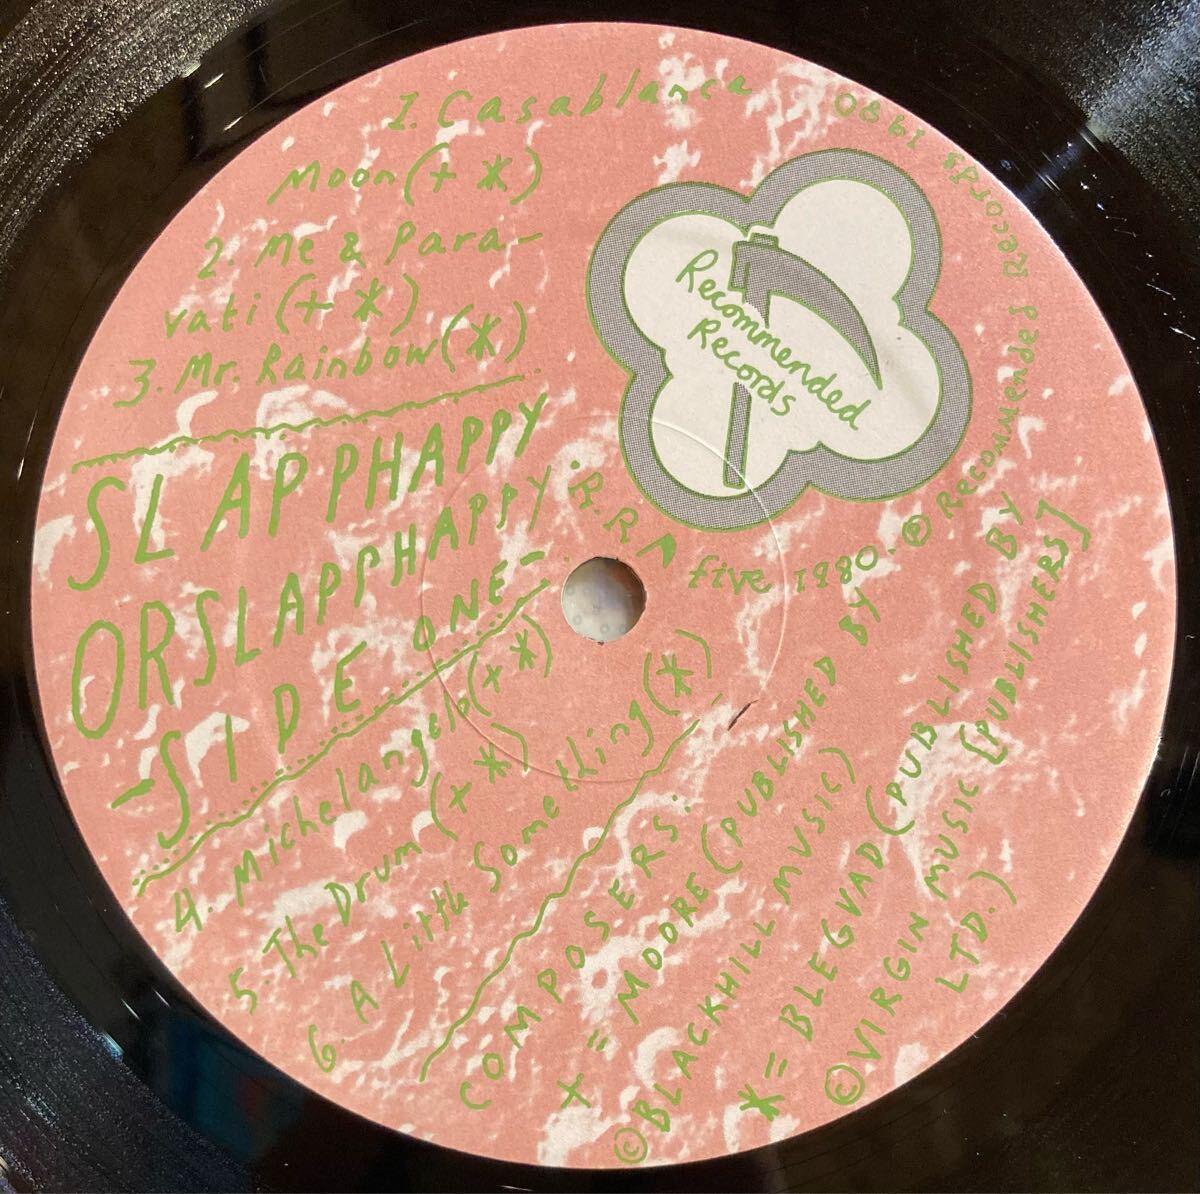 1. Casablanca
Moon (+ *)
2. Me & Para-
vati (+ *)
3. Mr. Rainbow (*)
SLAPPHAPPY
ORSLAPPHAPPY
-SIDE ONE-
4. Michelangelo (+ *)
5. The Drum (+ *)
6. A Little Something (*)
COMPOSERS:
+ = MOORE (PUBLISHED BY
© BLACKHILL MUSIC)
* = BLEGVAD (PUBLISHED BY
© VIRGIN MUSIC [PUBLISHERS]
LTD.)
Recommended
Records
.R.RA five 1980. ℗ Recommended Records 1980